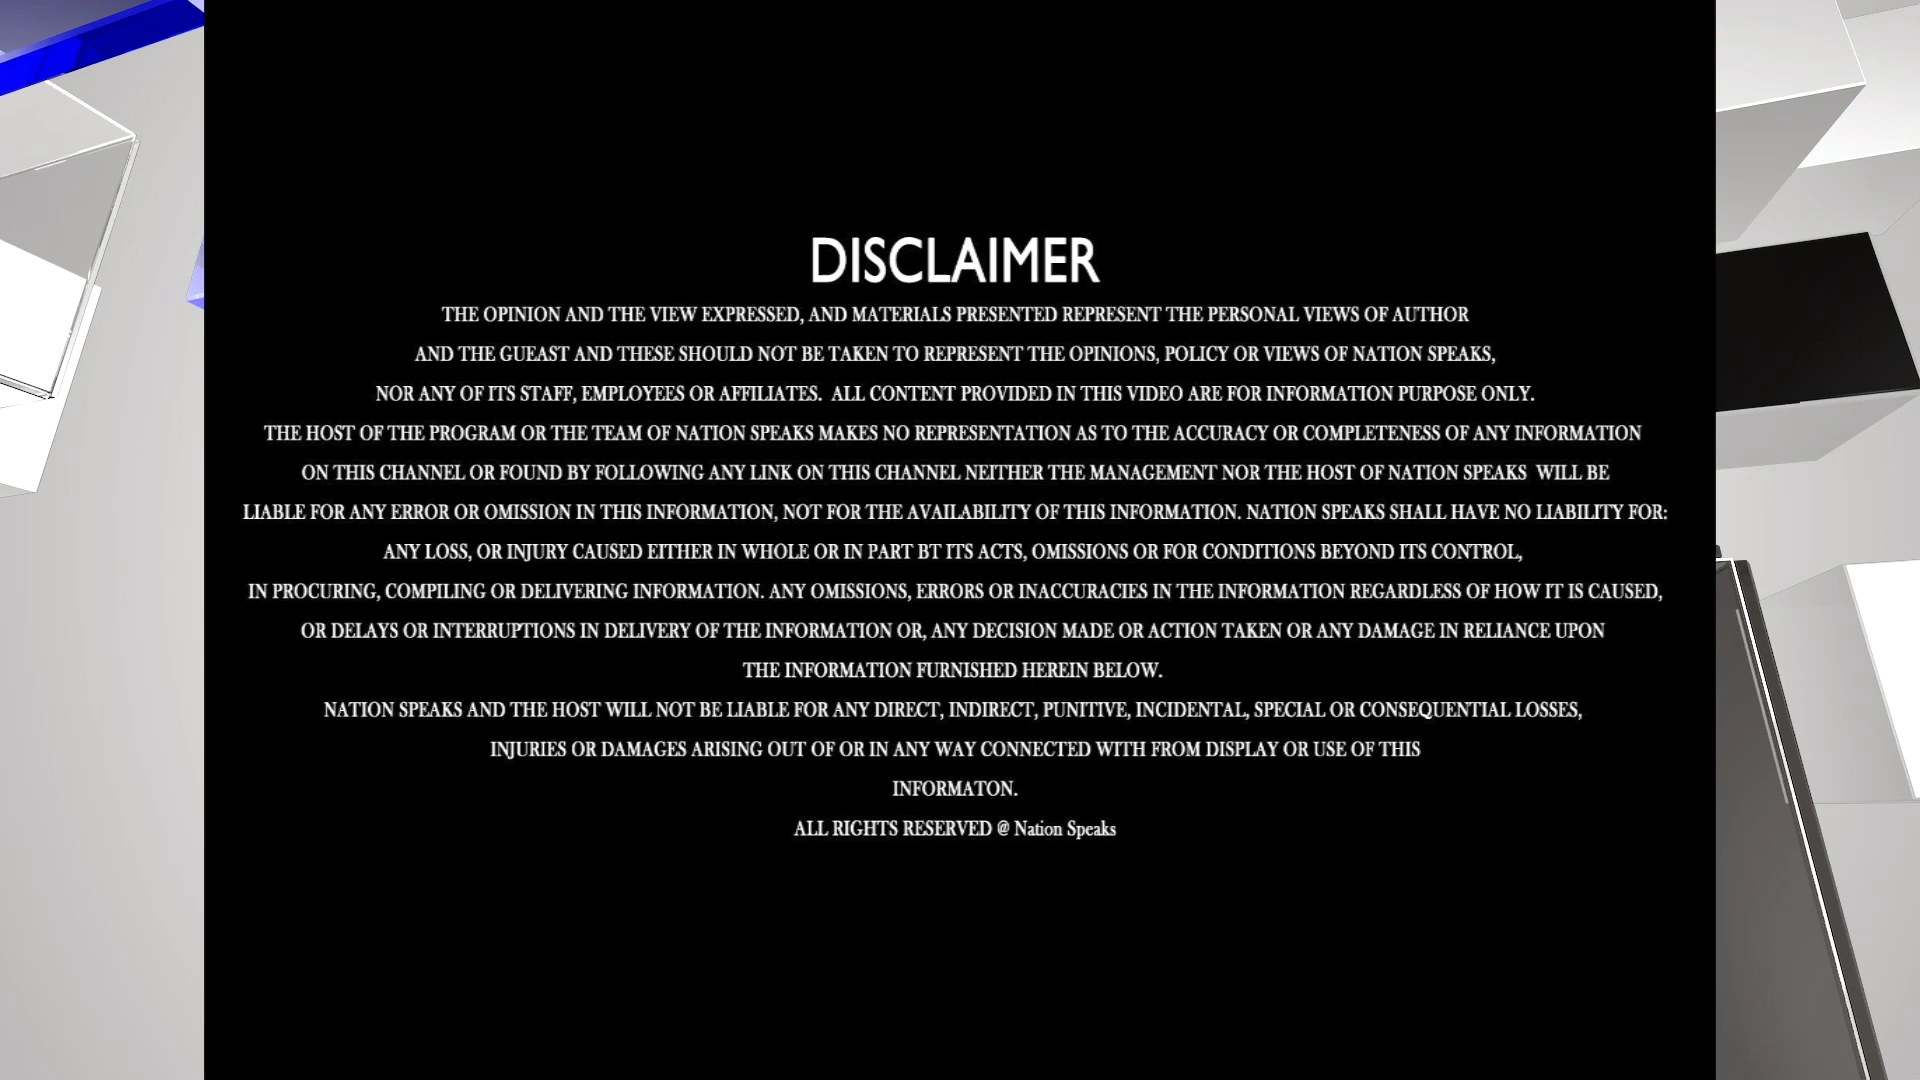 DISCLAIMER
THE OPINION AND THE VIEW EXPRESSED, AND MATERIALS PRESENTED REPRESENT THE PERSONAL VIEWS OF AUTHOR
AND THE GUEAST AND THESE SHOULD NOT BE TAKEN TO REPRESENT THE OPINIONS, POLICY OR VIEWS OF NATION SPEAKS,
NOR ANY OF ITS STAFF, EMPLOYEES OR AFFILIATES.  ALL CONTENT PROVIDED IN THIS VIDEO ARE FOR INFORMATION PURPOSE ONLY.
THE HOST OF THE PROGRAM OR THE TEAM OF NATION SPEAKS MAKES NO REPRESENTATION AS TO THE ACCURACY OR COMPLETENESS OF ANY INFORMATION
ON THIS CHANNEL OR FOUND BY FOLLOWING ANY LINK ON THIS CHANNEL NEITHER THE MANAGEMENT NOR THE HOST OF NATION SPEAKS  WILL BE
LIABLE FOR ANY ERROR OR OMISSION IN THIS INFORMATION, NOT FOR THE AVAILABILITY OF THIS INFORMATION. NATION SPEAKS SHALL HAVE NO LIABILITY FOR:
ANY LOSS, OR INJURY CAUSED EITHER IN WHOLE OR IN PART BT ITS ACTS, OMISSIONS OR FOR CONDITIONS BEYOND ITS CONTROL,
IN PROCURING, COMPILING OR DELIVERING INFORMATION. ANY OMISSIONS, ERRORS OR INACCURACIES IN THE INFORMATION REGARDLESS OF HOW IT IS CAUSED,
OR DELAYS OR INTERRUPTIONS IN DELIVERY OF THE INFORMATION OR, ANY DECISION MADE OR ACTION TAKEN OR ANY DAMAGE IN RELIANCE UPON
THE INFORMATION FURNISHED HEREIN BELOW.
NATION SPEAKS AND THE HOST WILL NOT BE LIABLE FOR ANY DIRECT, INDIRECT, PUNITIVE, INCIDENTAL, SPECIAL OR CONSEQUENTIAL LOSSES,
INJURIES OR DAMAGES ARISING OUT OF OR IN ANY WAY CONNECTED WITH FROM DISPLAY OR USE OF THIS
INFORMATON.
ALL RIGHTS RESERVED @ Nation Speaks